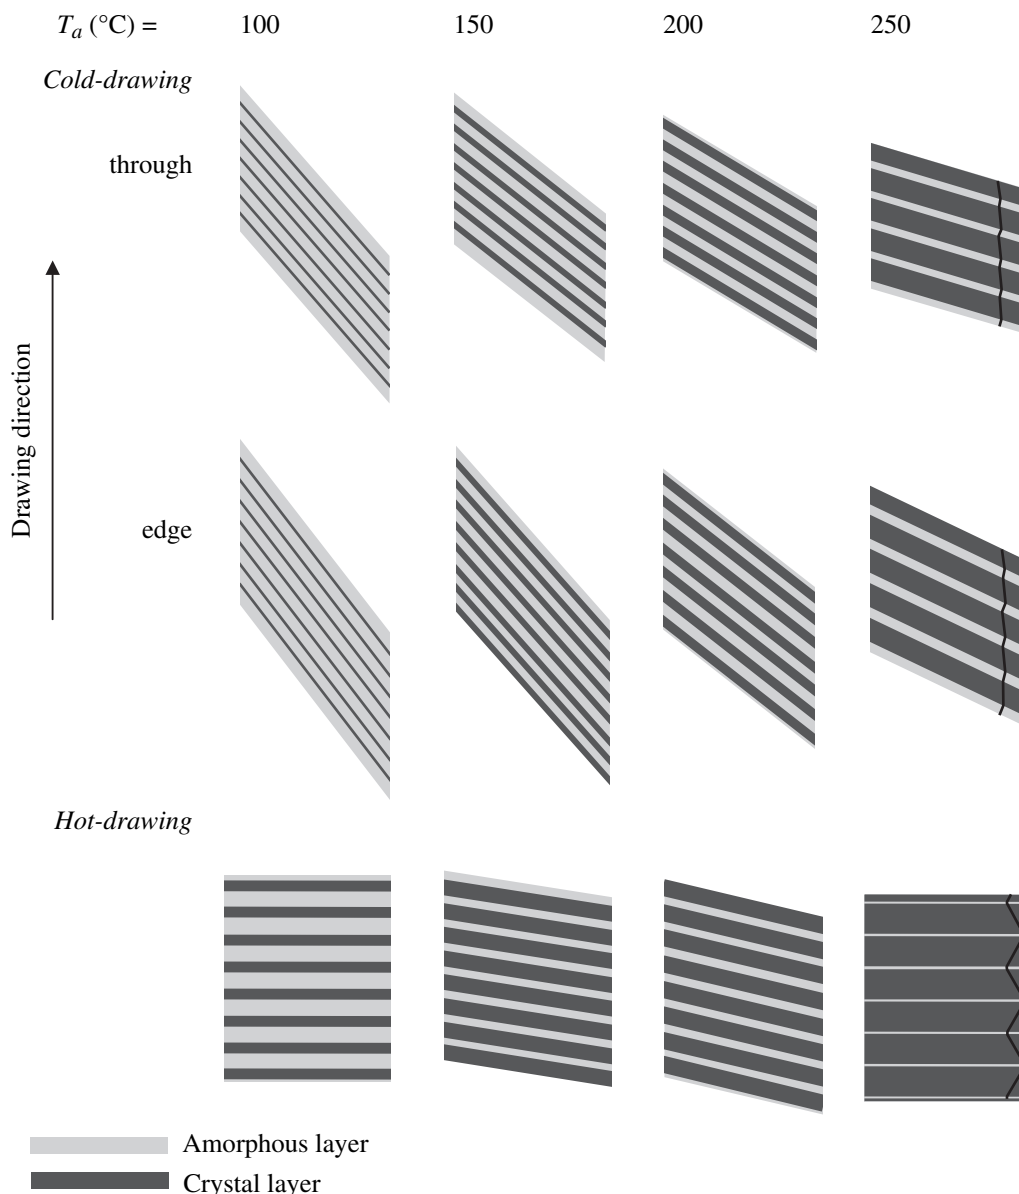 T_a (°C) = 100 150 200 250
Cold-drawing
through
Drawing direction
edge
Hot-drawing
Amorphous layer
Crystal layer